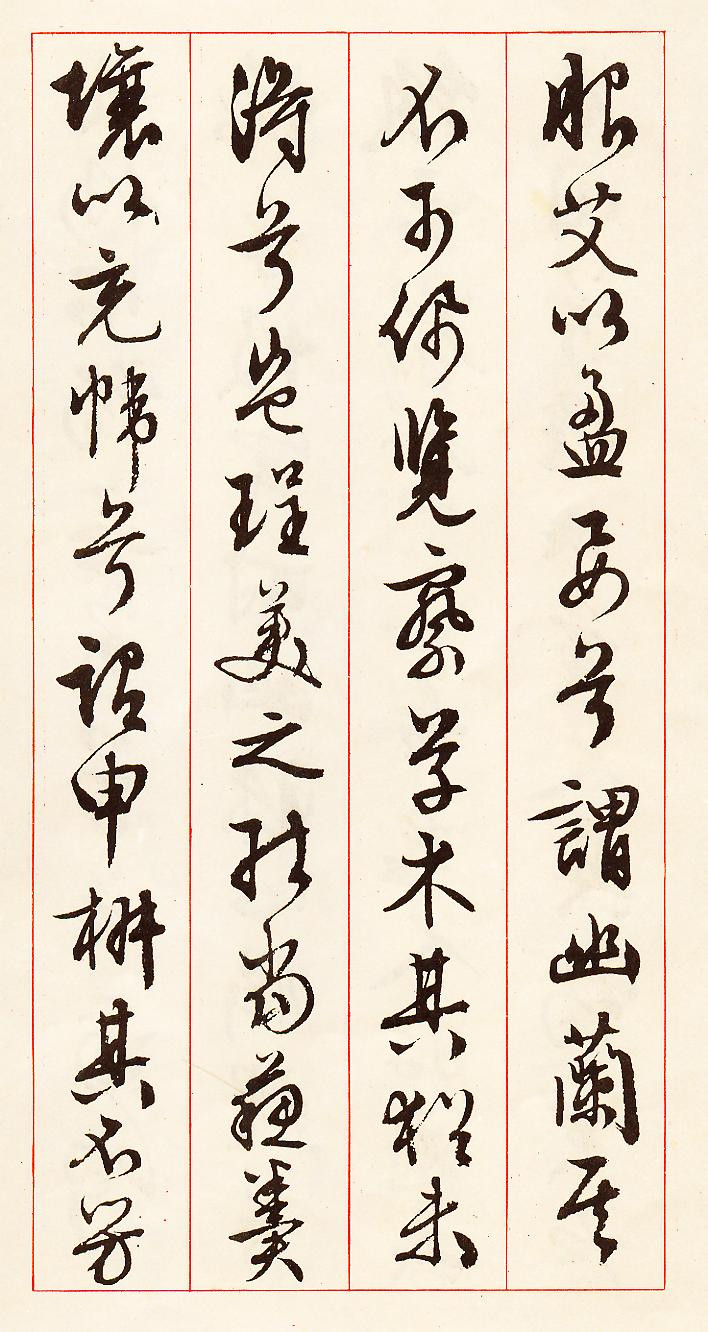 服艾以盈要兮謂幽蘭其
不可佩覽察草木其猶未
得兮豈珵美之能當蘇糞
壤以充幃兮謂申椒其不芳